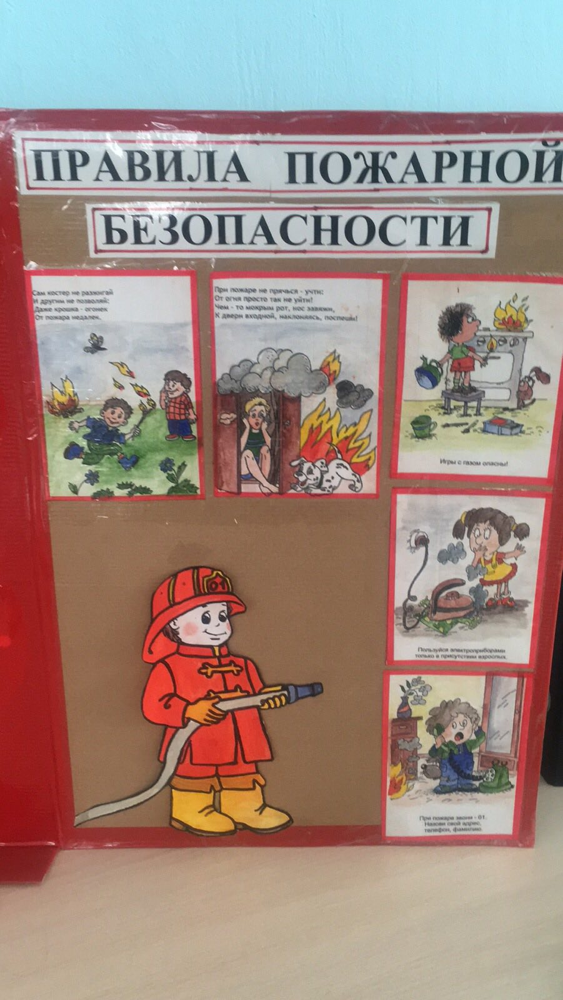 ПРАВИЛА ПОЖАРНОЙ
БЕЗОПАСНОСТИ
Сам костер не разжигай
И другим не позволяй:
Даже крошка - огонек
От пожара недалек.
При пожаре не прячься - учти:
От огня просто так не уйти!
Чем - то мокрым рот, нос завяжи,
К двери входной, наклоняясь, поспеши!
Игры с газом опасны!
Пользуйся электроприборами
только в присутствии взрослых.
01
При пожаре звони - 01.
Назови свой адрес,
телефон, фамилию.